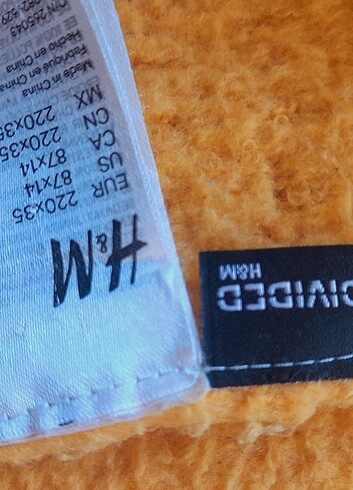 H&M
EUR 220x35
US 87x14
CA 87x14
CN 220x35
MX 220x35
Made in China
Fabriqué en Chine
Hecho en China
DIVIDED
H&M